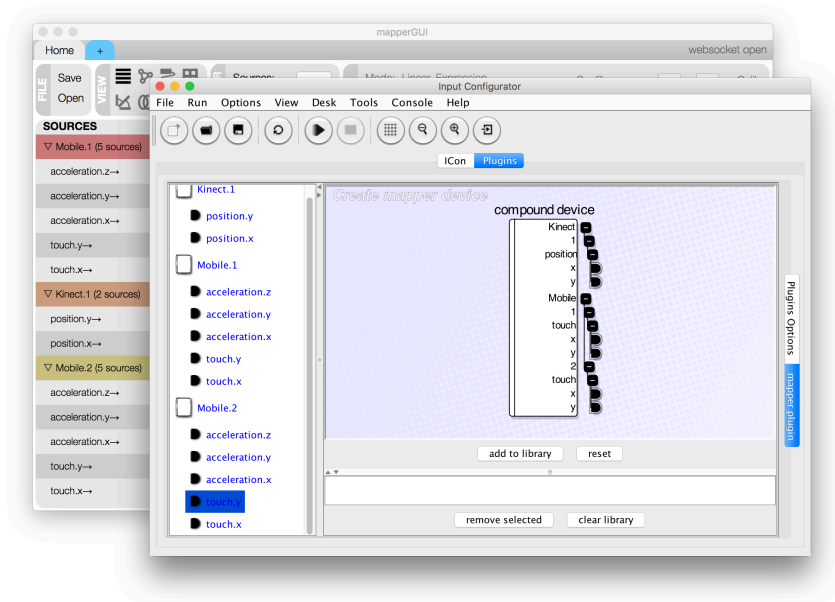 mapperGUI
Home
+
websocket open
FILE
Save
Open
VIEW
Sources:
Mode: Linear Expression
SOURCES
▽ Mobile.1 (5 sources)
acceleration.z→
acceleration.y→
acceleration.x→
touch.y→
touch.x→
▽ Kinect.1 (2 sources)
position.y→
position.x→
▽ Mobile.2 (5 sources)
acceleration.z→
acceleration.y→
acceleration.x→
touch.y→
touch.x→
Input Configurator
File Run Options View Desk Tools Console Help
ICon Plugins
Kinect.1
position.y
position.x
Mobile.1
acceleration.z
acceleration.y
acceleration.x
touch.y
touch.x
Mobile.2
acceleration.z
acceleration.y
acceleration.x
touch.y
touch.x
Create mapper device
compound device
Kinect
1
position
x
y
Mobile
1
touch
x
y
2
touch
x
y
add to library reset
remove selected clear library
Plugins Options
mapper plugin